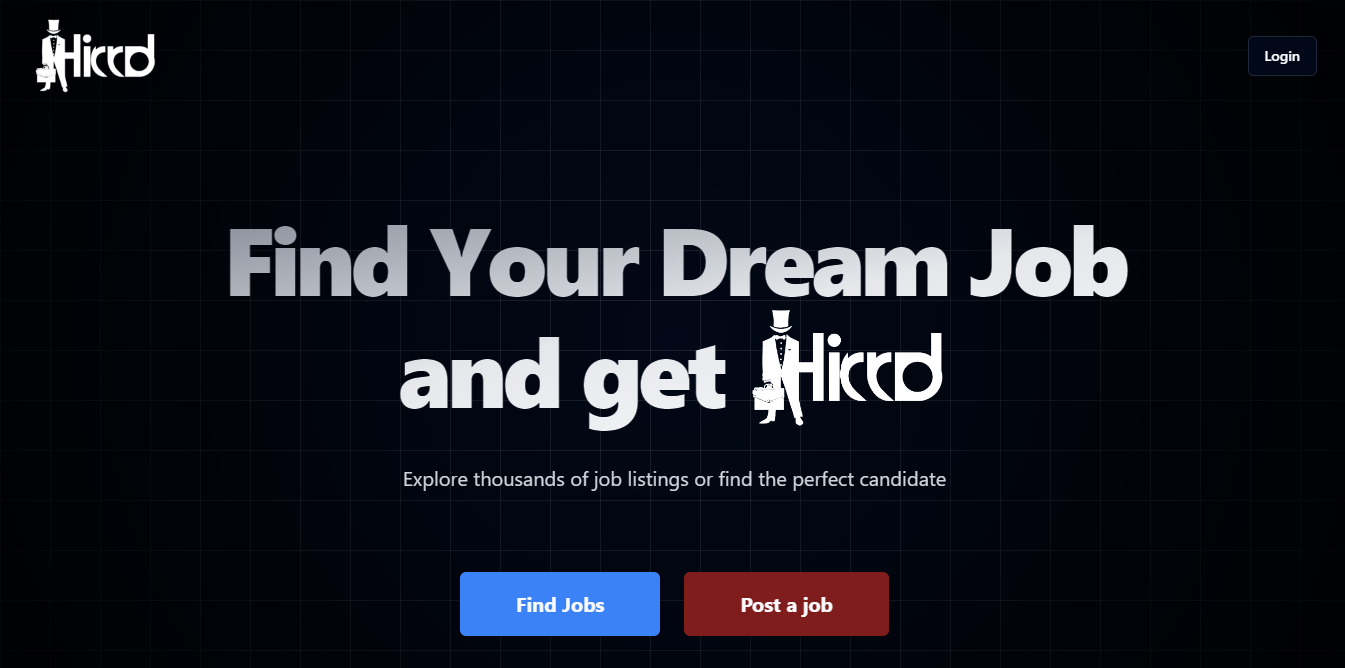 Hirrd
Login
Find Your Dream Job
and get Hirrd
Explore thousands of job listings or find the perfect candidate
Find Jobs
Post a job